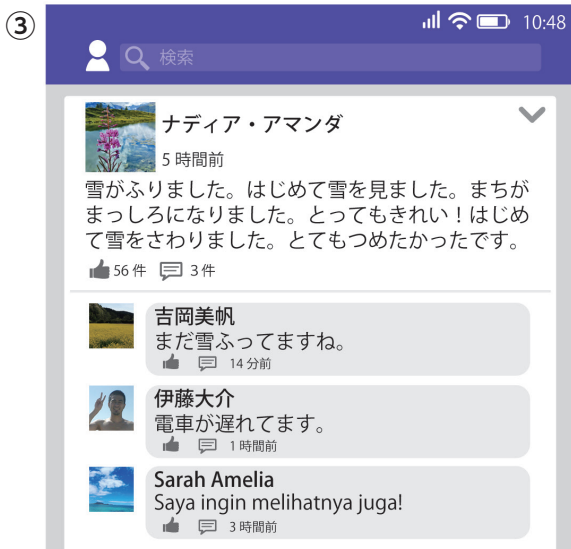 ③
10:48
検索
ナディア・アマンダ
5 時間前
雪がふりました。はじめて雪を見ました。まちが
まっしろになりました。とってもきれい！はじめ
て雪をさわりました。とてもつめたかったです。
56 件 3 件
吉岡美帆
まだ雪ふってますね。
14 分前
伊藤大介
電車が遅れてます。
1 時間前
Sarah Amelia
Saya ingin melihatnya juga!
3 時間前